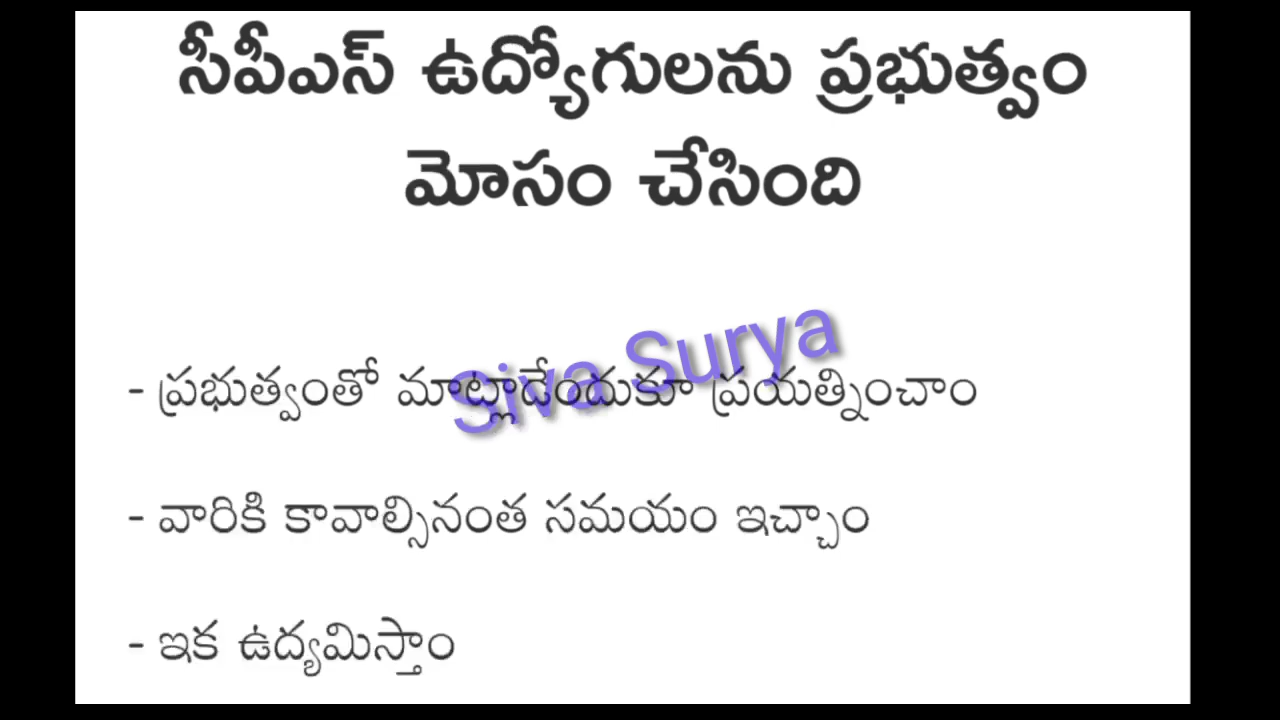 సీపీఎస్ ఉద్యోగులను ప్రభుత్వం
మోసం చేసింది
Siva Surya
- ప్రభుత్వంతో మాట్లాడేందుకూ ప్రయత్నించాం
- వారికి కావాల్సినంత సమయం ఇచ్చాం
- ఇక ఉద్యమిస్తాం